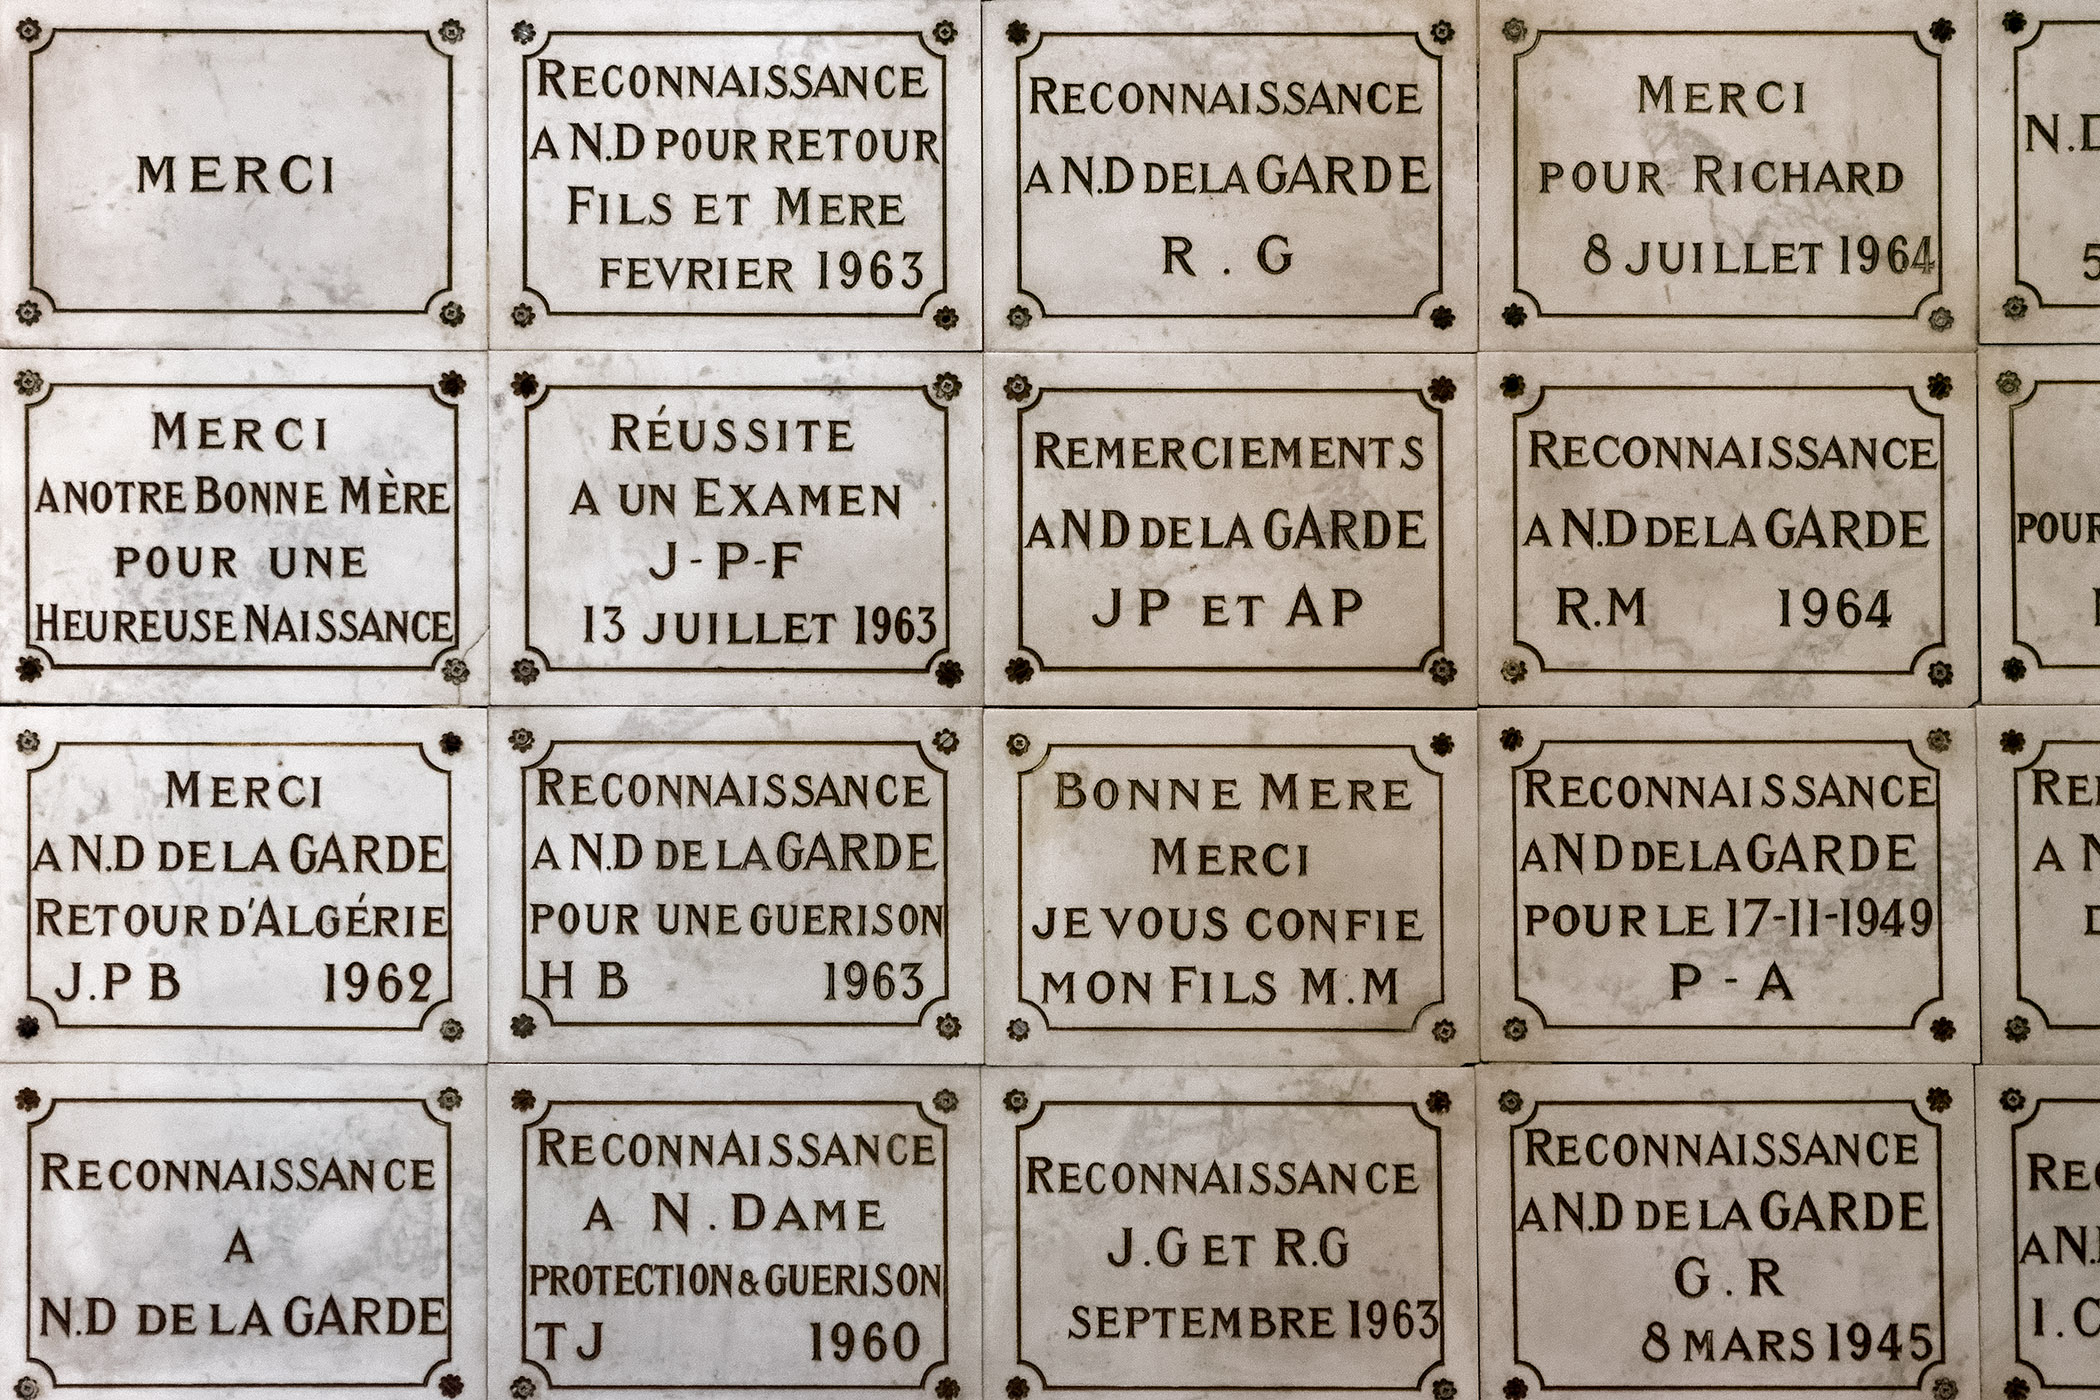 MERCI
RECONNAISSANCE
A N.D POUR RETOUR
FILS ET MERE
FEVRIER 1963
RECONNAISSANCE
A N.D DE LA GARDE
R . G
MERCI
POUR RICHARD
8 JUILLET 1964
MERCI
A NOTRE BONNE MÈRE
POUR UNE
HEUREUSE NAISSANCE
RÉUSSITE
A UN EXAMEN
J-P-F
13 JUILLET 1963
REMERCIEMENTS
A N D DE LA GARDE
J P ET A P
RECONNAISSANCE
A N.D DE LA GARDE
R.M 1964
POUR
MERCI
A N.D DE LA GARDE
RETOUR D'ALGÉRIE
J.P B 1962
RECONNAISSANCE
A N.D DE LA GARDE
POUR UNE GUERISON
H B 1963
BONNE MERE
MERCI
JE VOUS CONFIE
MON FILS M.M
RECONNAISSANCE
A N D DE LA GARDE
POUR LE 17-11-1949
P - A
RECONNAISSANCE
A
N.D DE LA GARDE
RECONNAISSANCE
A N . DAME
PROTECTION & GUERISON
T J 1960
RECONNAISSANCE
J.G ET R.G
SEPTEMBRE 1963
RECONNAISSANCE
A N.D DE LA GARDE
G . R
8 MARS 1945